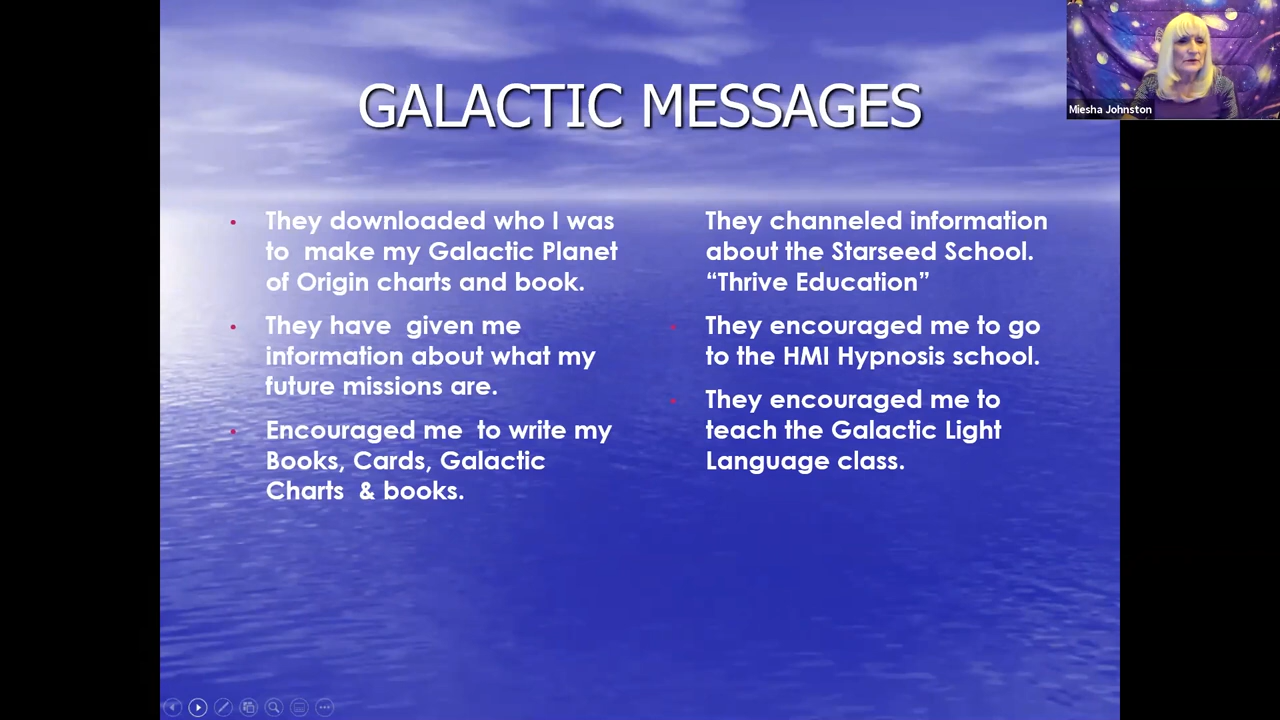 GALACTIC MESSAGES
Miesha Johnston
They downloaded who I was
to make my Galactic Planet
of Origin charts and book.
They have given me
information about what my
future missions are.
Encouraged me to write my
Books, Cards, Galactic
Charts & books.
They channeled information
about the Starseed School.
“Thrive Education”
They encouraged me to go
to the HMI Hypnosis school.
They encouraged me to
teach the Galactic Light
Language class.